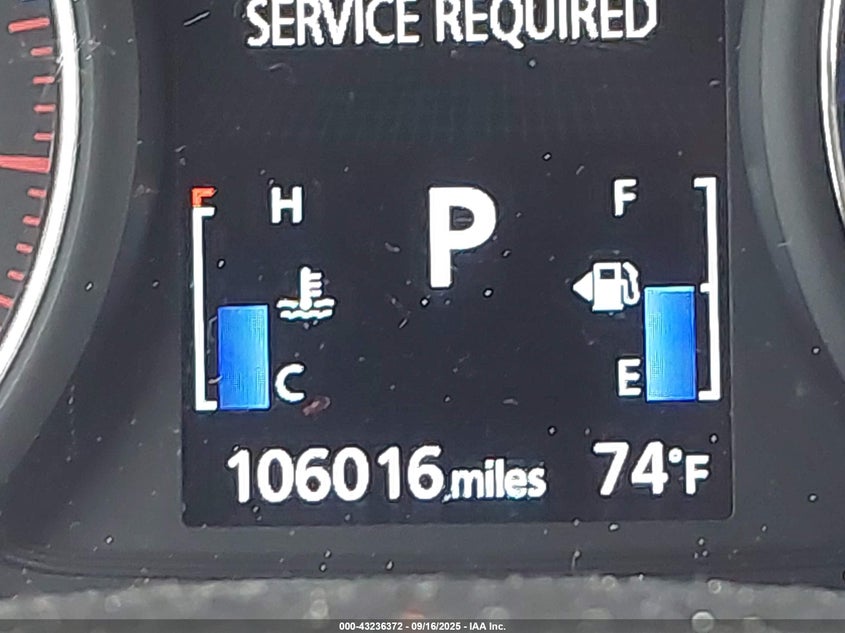 SERVICE REQUIRED
H P F
C E
106016 miles 74°F
000-43236372 - 09/16/2025 - IAA Inc.